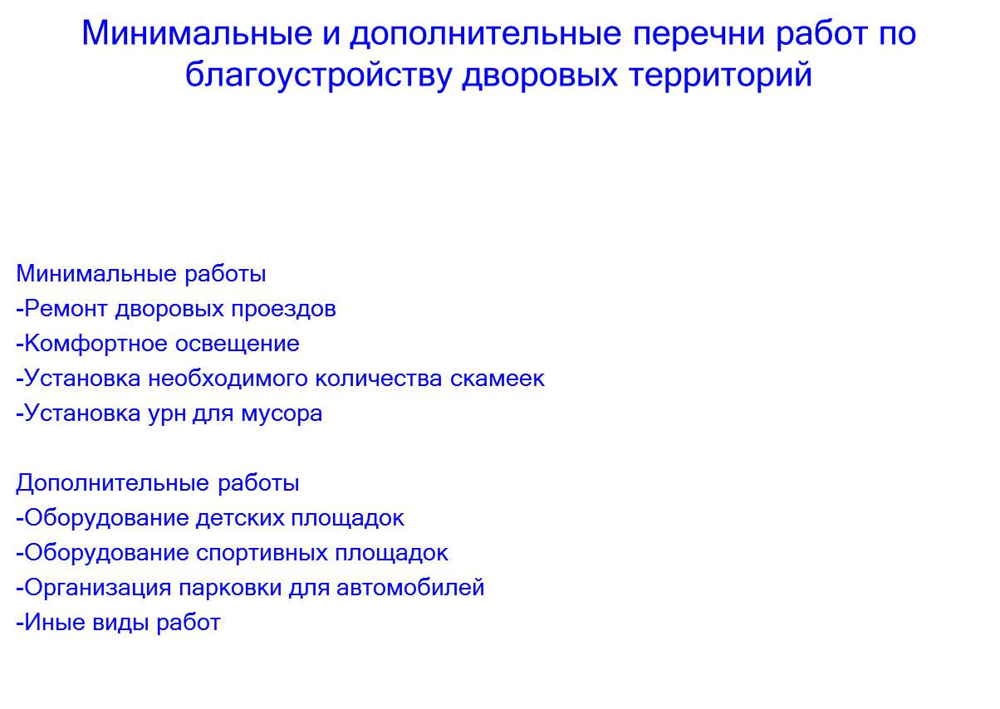 Минимальные и дополнительные перечни работ по
благоустройству дворовых территорий
Минимальные работы
-Ремонт дворовых проездов
-Комфортное освещение
-Установка необходимого количества скамеек
-Установка урн для мусора
Дополнительные работы
-Оборудование детских площадок
-Оборудование спортивных площадок
-Организация парковки для автомобилей
-Иные виды работ